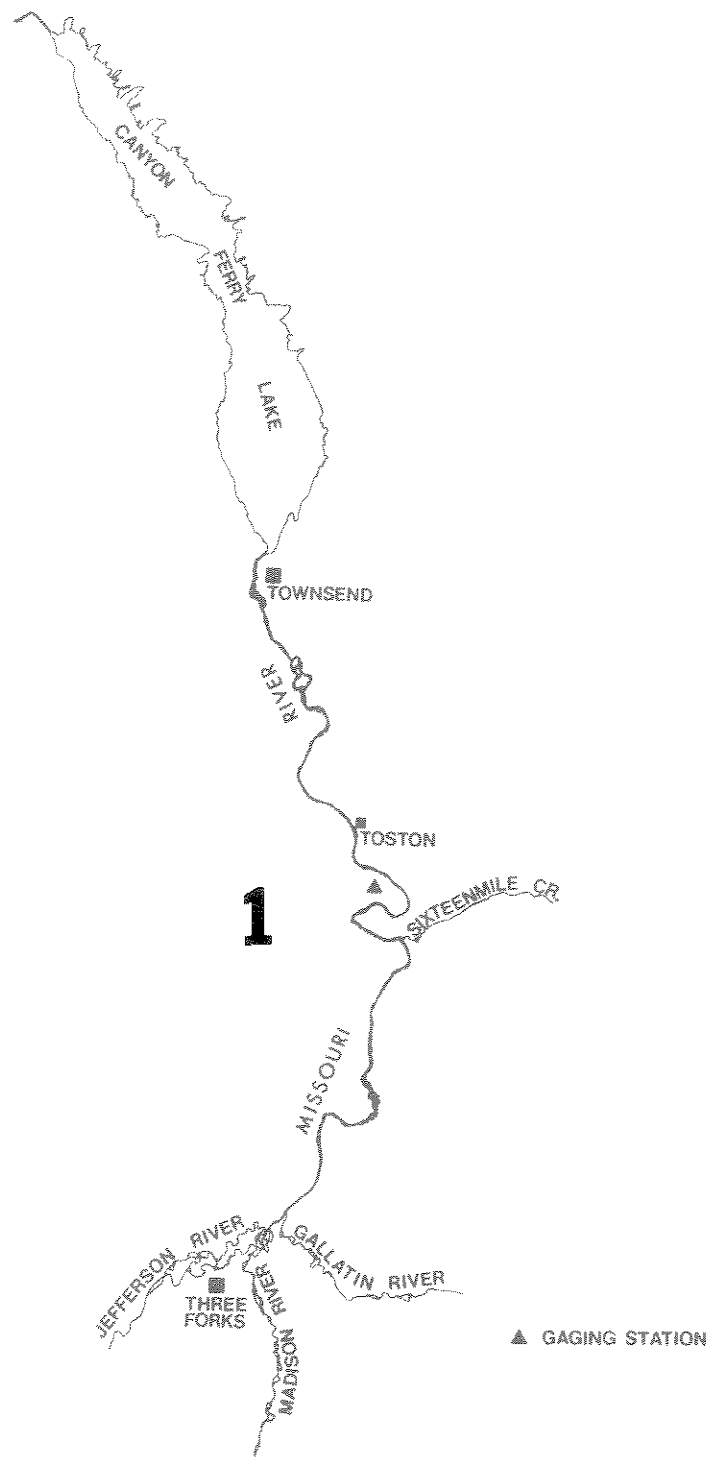 CANYON
FERRY
LAKE
TOWNSEND
RIVER
TOSTON
1
SIXTEENMILE CR.
MISSOURI
JEFFERSON RIVER
GALLATIN RIVER
THREE
FORKS
MADISON RIVER
▲ GAGING STATION